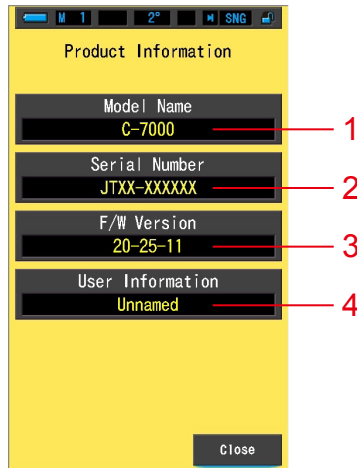 M 1 2° SNG
Product Information
Model Name
C-7000 1
Serial Number
JTXX-XXXXXX 2
F/W Version
20-25-11 3
User Information
Unnamed 4
Close